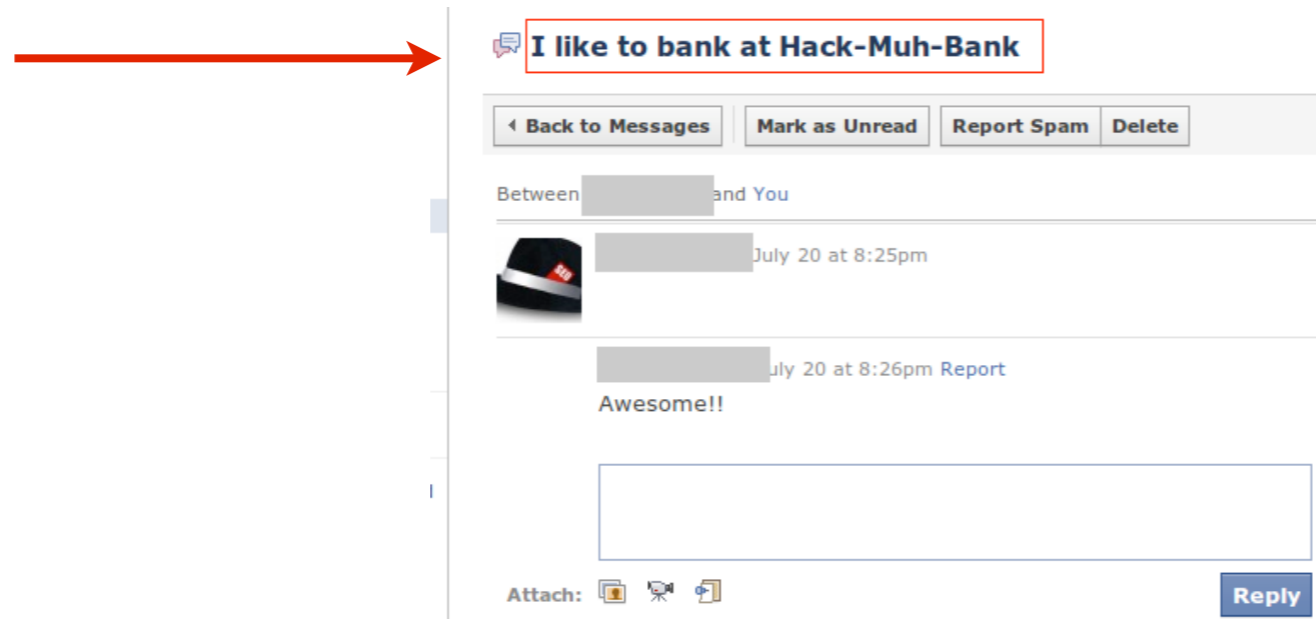 I like to bank at Hack-Muh-Bank
Back to Messages Mark as Unread Report Spam Delete
Between and You
July 20 at 8:25pm
SEO
uly 20 at 8:26pm Report
Awesome!!
Attach: Reply